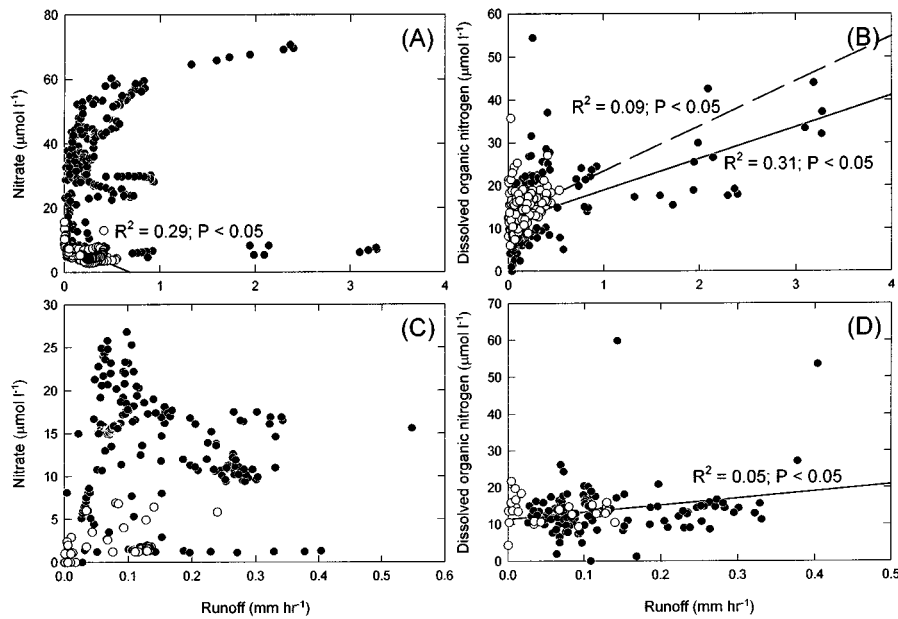 (A)
Nitrate (μmol l⁻¹)
80
60
40
20
0
R² = 0.29; P < 0.05
0 1 2 3 4
(B)
Dissolved organic nitrogen (μmol l⁻¹)
60
50
40
30
20
10
0
R² = 0.09; P < 0.05
R² = 0.31; P < 0.05
0 1 2 3 4
(C)
Nitrate (μmol l⁻¹)
30
25
20
15
10
5
0
0.0 0.1 0.2 0.3 0.4 0.5 0.6
Runoff (mm hr⁻¹)
(D)
Dissolved organic nitrogen (μmol l⁻¹)
70
60
50
40
30
20
10
0
R² = 0.05; P < 0.05
0.0 0.1 0.2 0.3 0.4 0.5
Runoff (mm hr⁻¹)